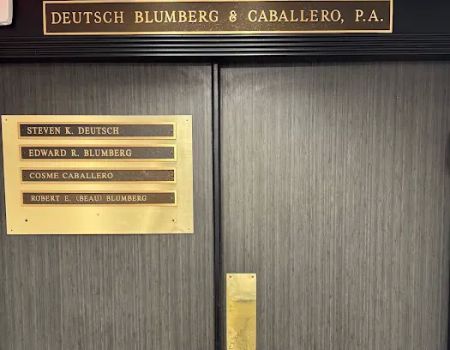 DEUTSCH BLUMBERG & CABALLERO, P.A.
STEVEN K. DEUTSCH
EDWARD R. BLUMBERG
COSME CABALLERO
ROBERT E. (BEAU) BLUMBERG